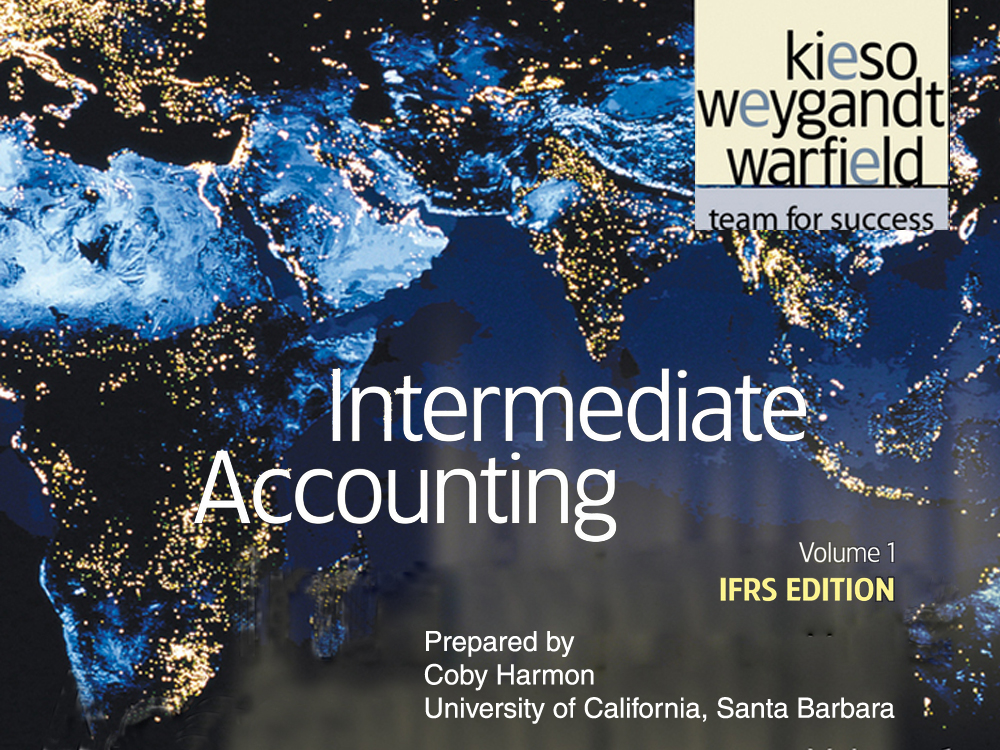 kieso
weygandt
warfield
team for success
Intermediate
Accounting
Volume 1
IFRS EDITION
Prepared by
Coby Harmon
University of California, Santa Barbara